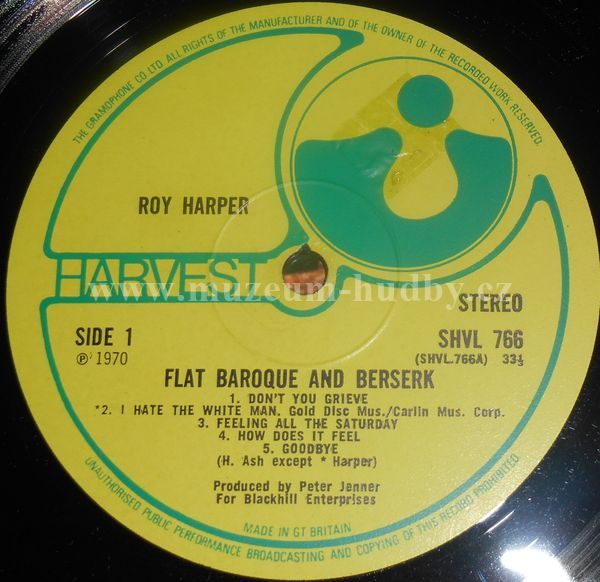 THE GRAMOPHONE CO. LTD. ALL RIGHTS OF THE MANUFACTURER AND OF THE OWNER OF THE RECORDED WORK RESERVED.
ROY HARPER
HARVEST
www.muzeum-hudby.cz
STEREO
SIDE 1
SHVL 766
℗ 1970
(SHVL.766A) 33⅓
FLAT BAROQUE AND BERSERK
1. DON'T YOU GRIEVE
*2. I HATE THE WHITE MAN. Gold Disc Mus./Carlin Mus. Corp.
3. FEELING ALL THE SATURDAY
4. HOW DOES IT FEEL
5. GOODBYE
(H. Ash except * Harper)
Produced by Peter Jenner
For Blackhill Enterprises
MADE IN GT BRITAIN
UNAUTHORISED PUBLIC PERFORMANCE BROADCASTING AND COPYING OF THIS RECORD PROHIBITED